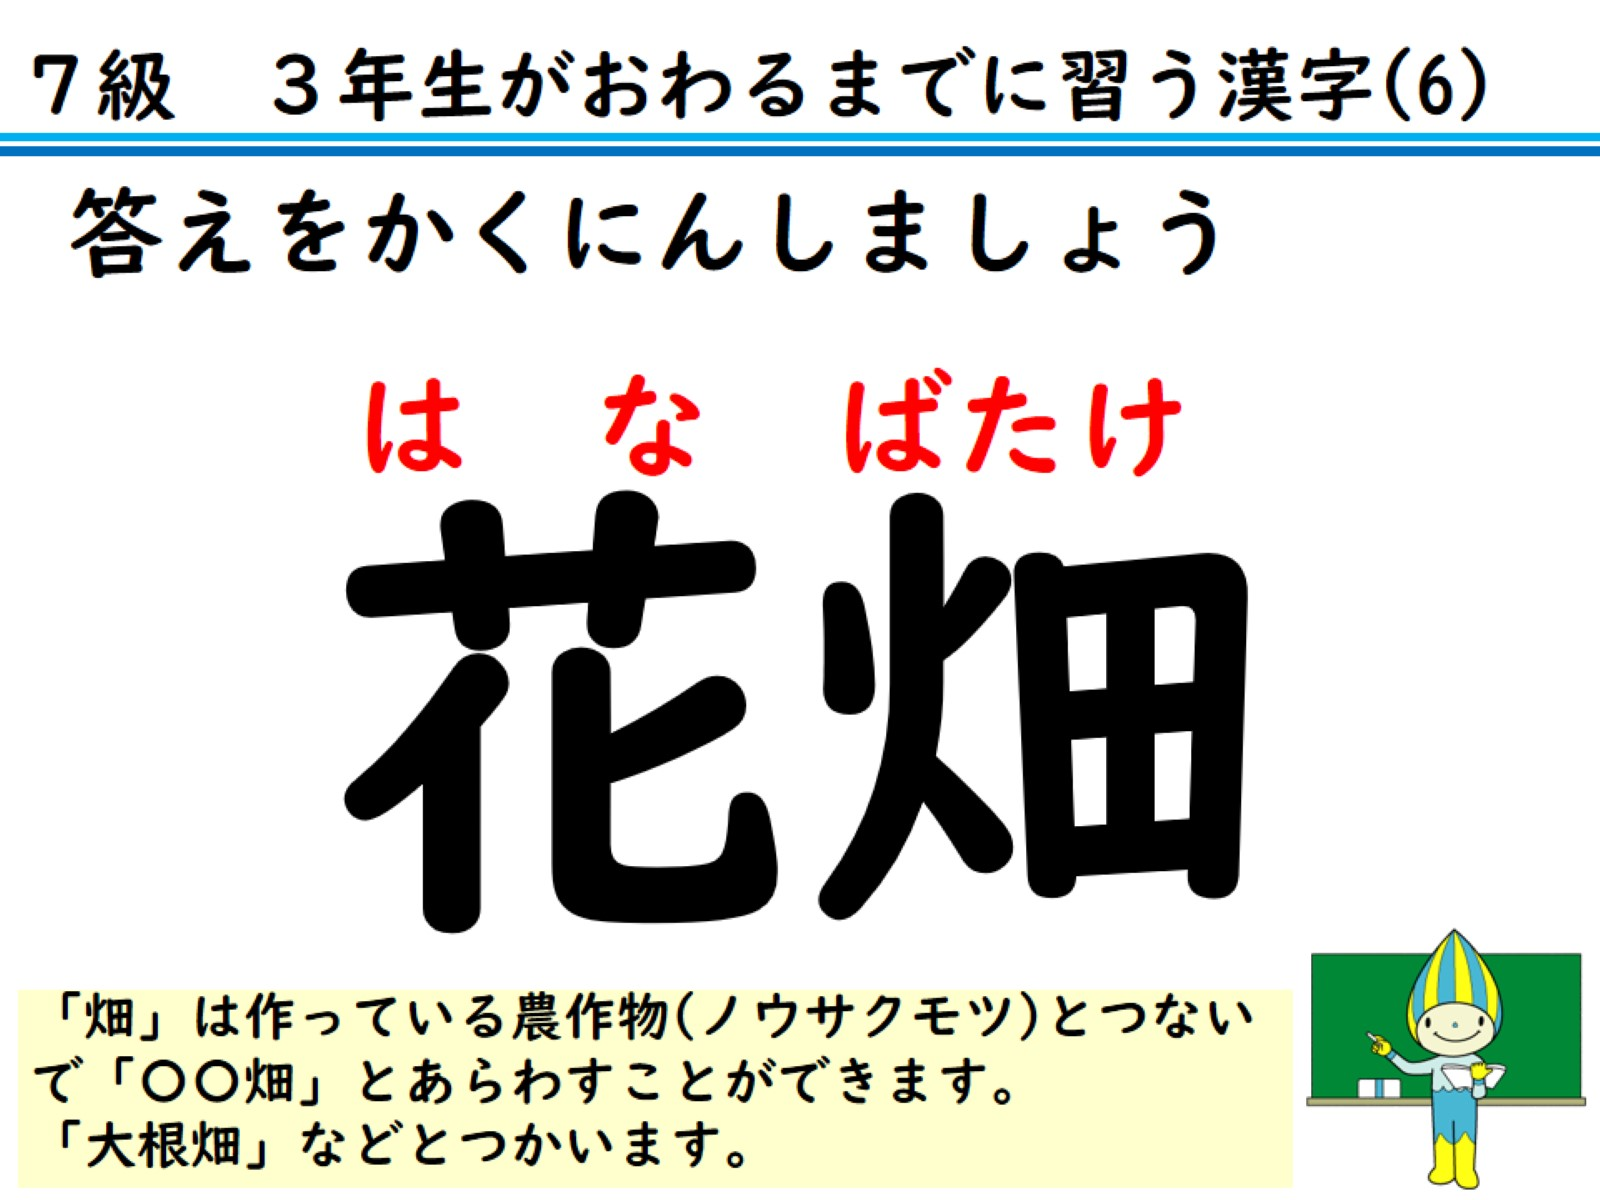 ７級　３年生がおわるまでに習う漢字(6)
答えをかくにんしましょう
は　な　ばたけ
花畑
「畑」は作っている農作物(ノウサクモツ)とつない
で「〇〇畑」とあらわすことができます。
「大根畑」などとつかいます。